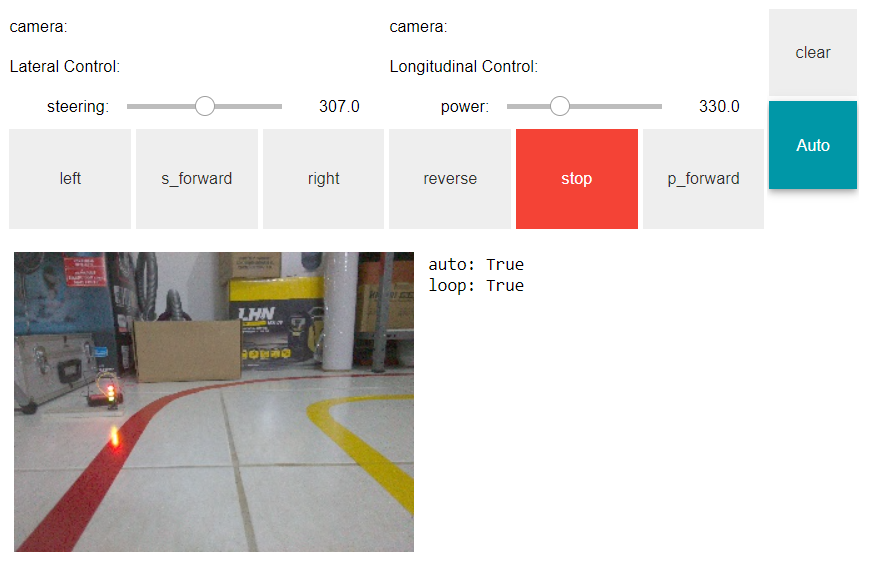 camera:
camera:
clear
Lateral Control:
Longitudinal Control:
steering:
307.0
power:
330.0
Auto
left
s_forward
right
reverse
stop
p_forward
auto: True
loop: True
LHN